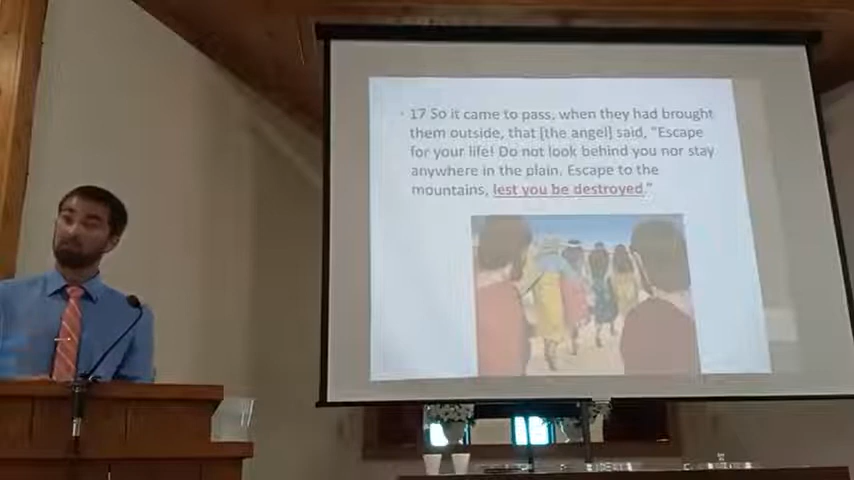 • 17 So it came to pass, when they had brought
them outside, that [the angel] said, "Escape
for your life! Do not look behind you nor stay
anywhere in the plain. Escape to the
mountains, lest you be destroyed."